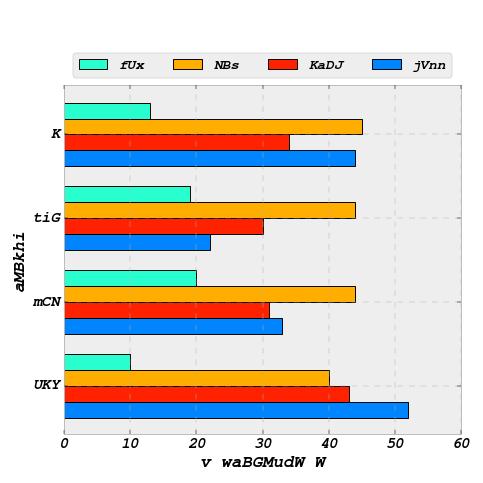 fUx NBs KaDJ jVnn
K
tiG
mCN
UKY
aMBkhi
0 10 20 30 40 50 60
v waBGMudW W